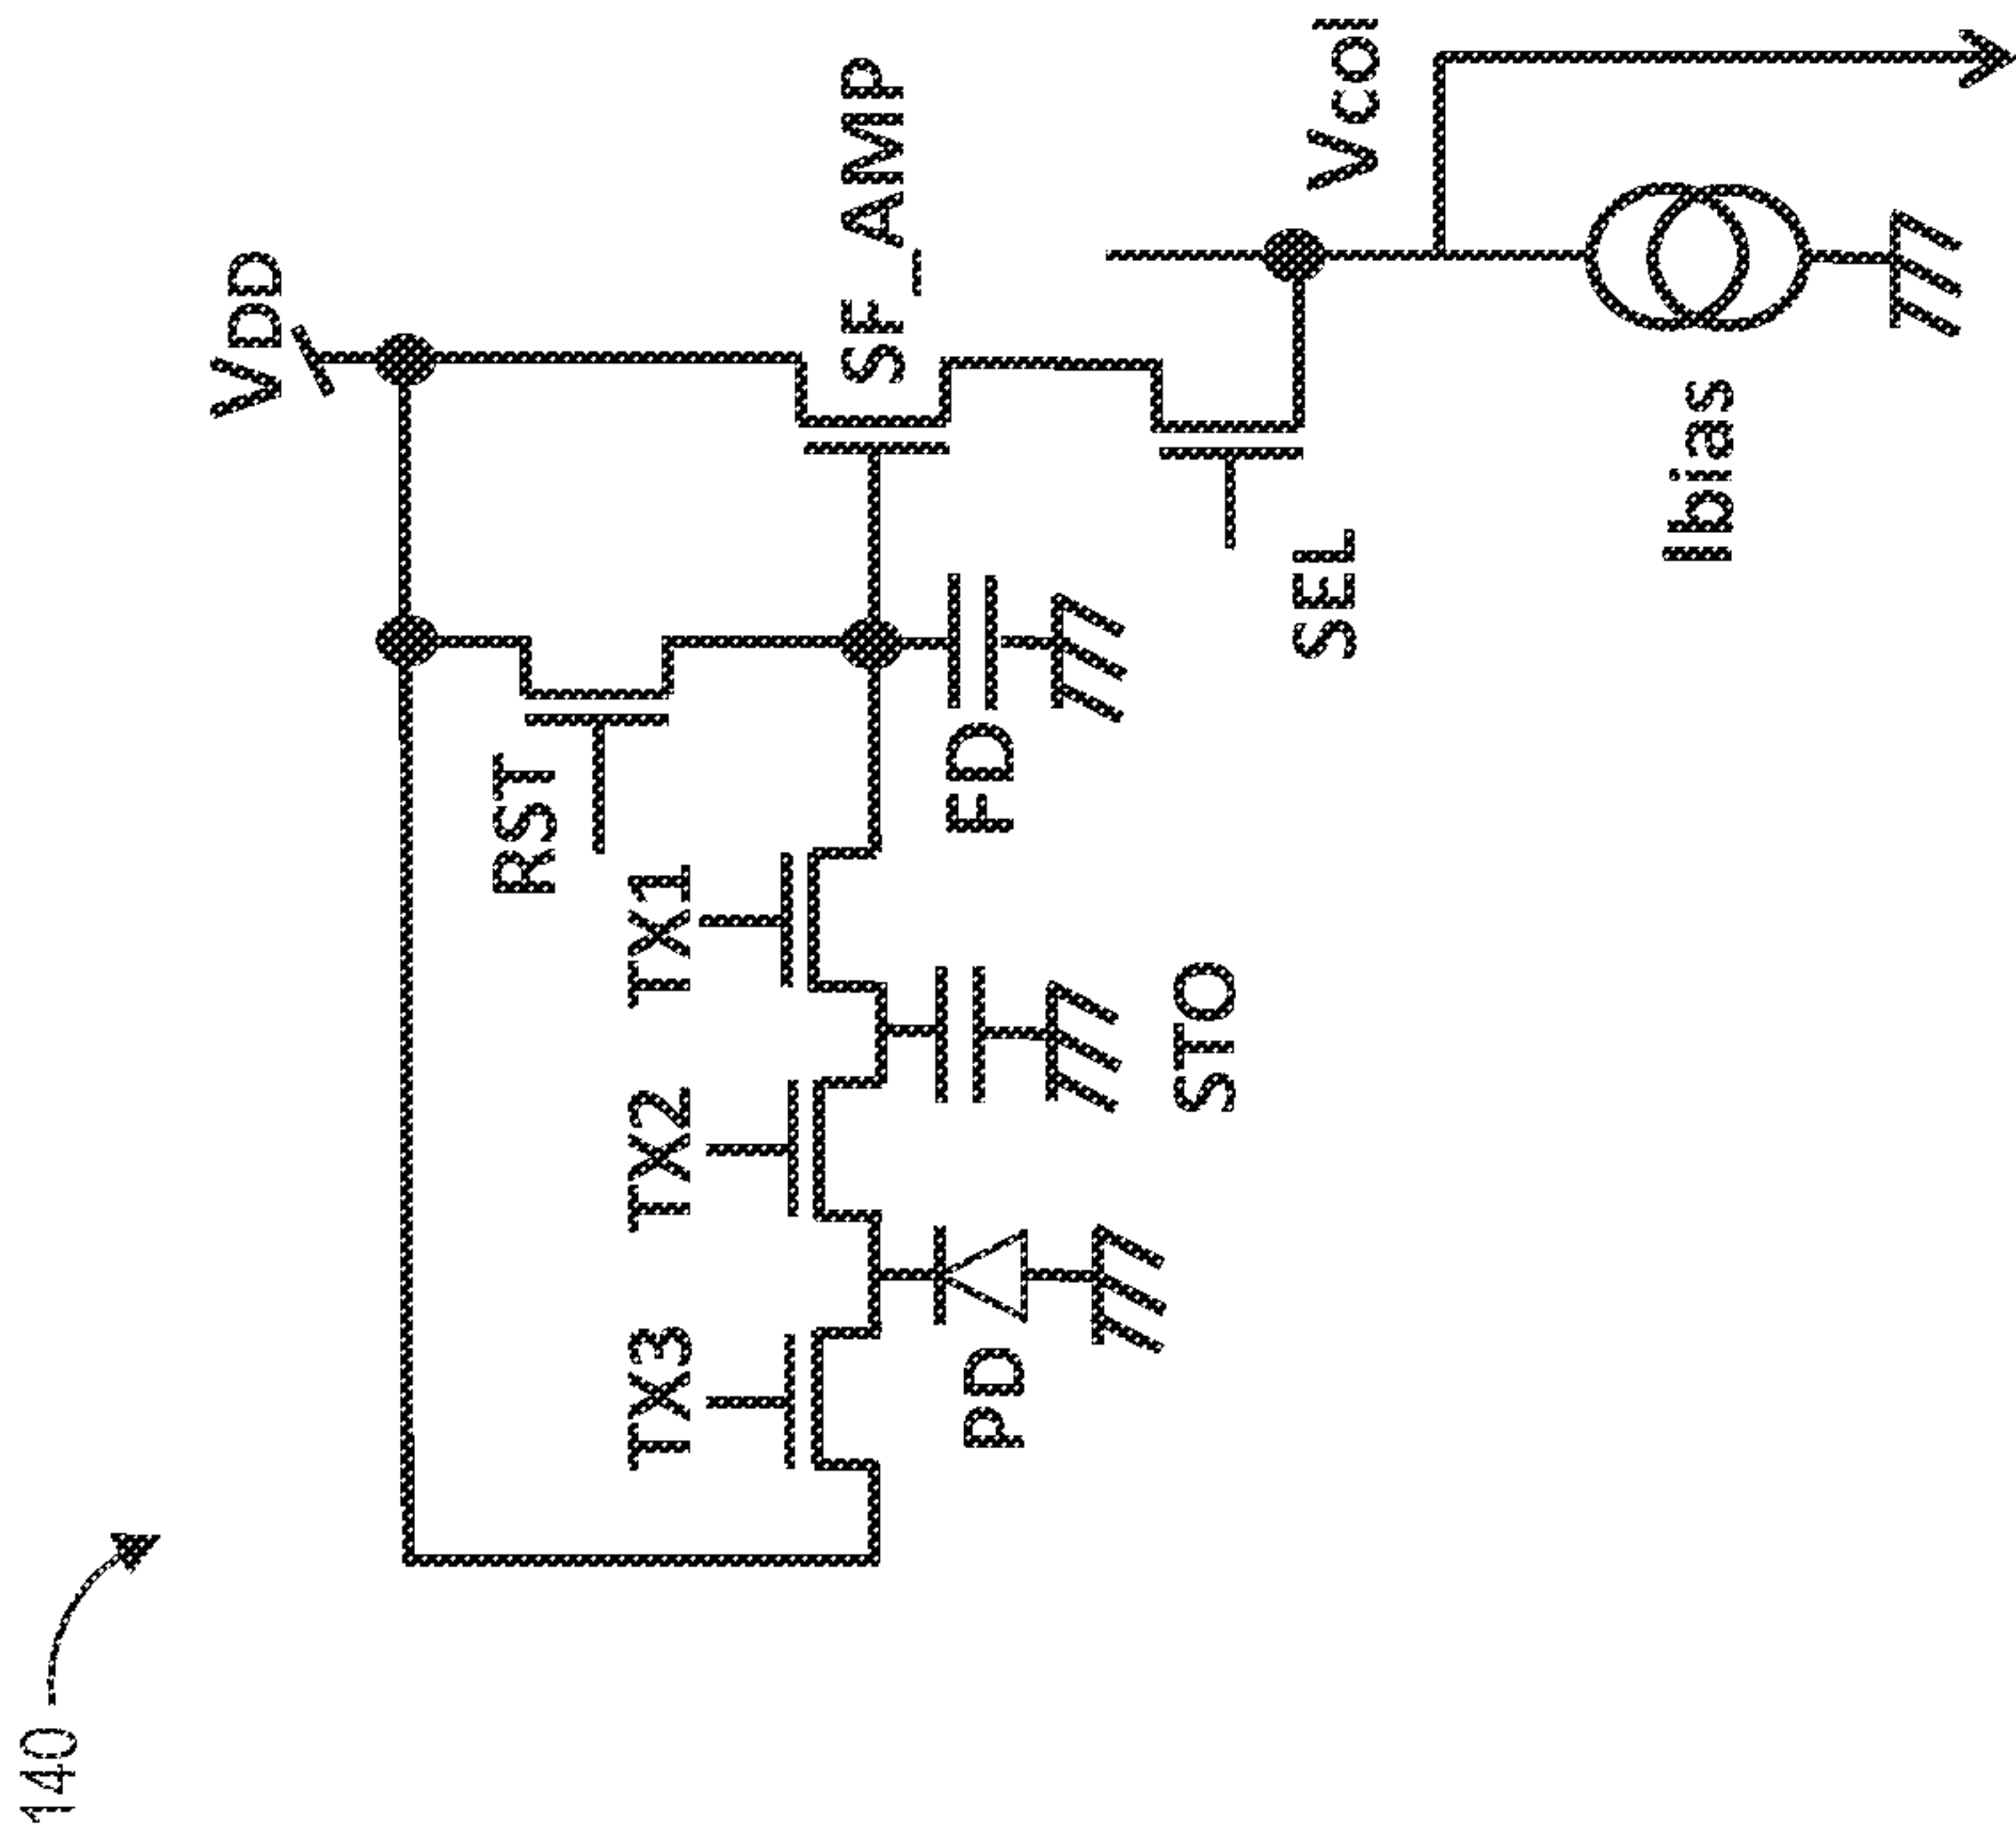 140
VDD
RST
SF_AMP
TX3
TX2
TX1
PD
FD
STO
SEL
Vcol
Ibias